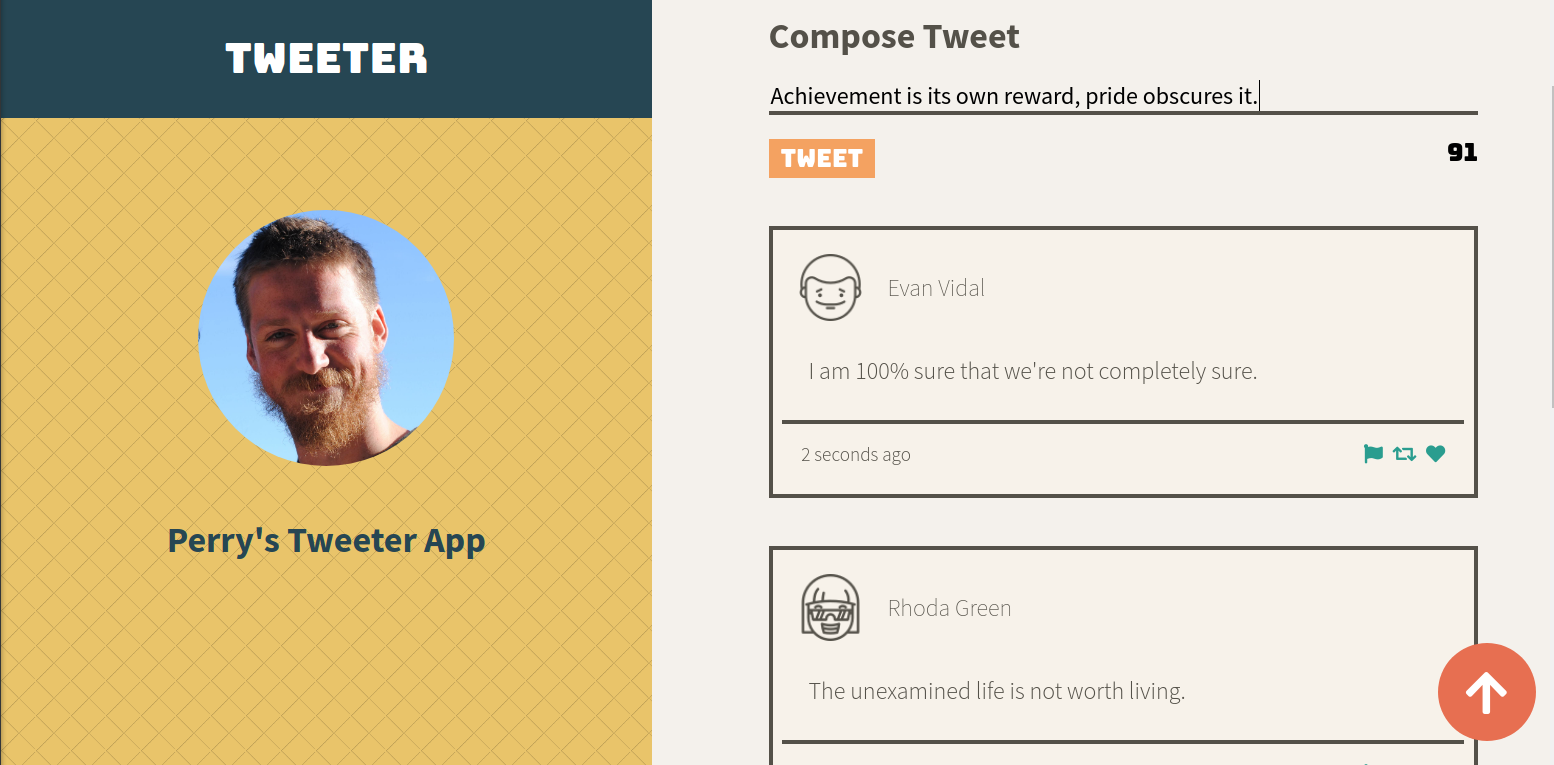 TWEETER
Perry's Tweeter App
Compose Tweet
Achievement is its own reward, pride obscures it.
TWEET
91
Evan Vidal
I am 100% sure that we're not completely sure.
2 seconds ago
Rhoda Green
The unexamined life is not worth living.